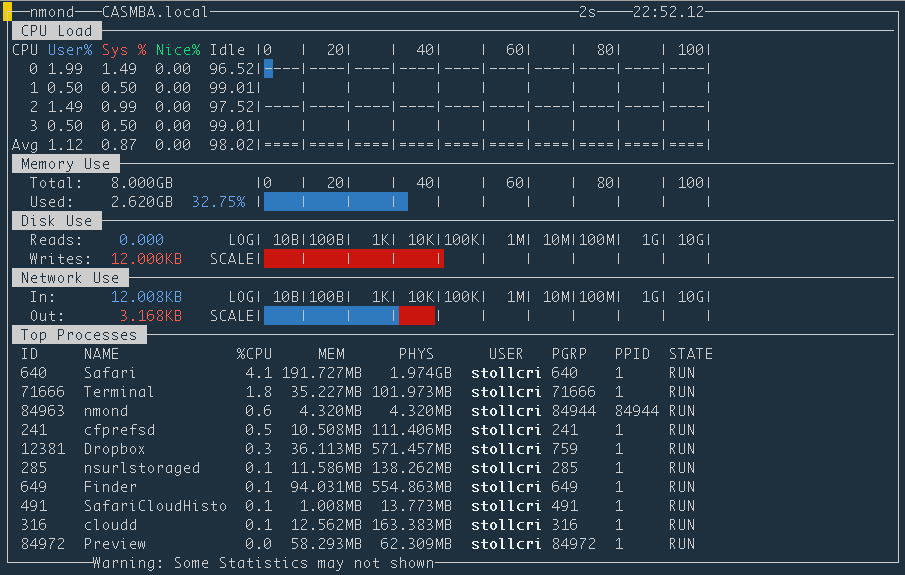 nmond CASMBA.local 2s 22:52.12
CPU Load
CPU User% Sys % Nice% Idle |0 | 20| | 40| | 60| | 80| | 100|
0 1.99 1.49 0.00 96.52|----|----|----|----|----|----|----|----|----|----|
1 0.50 0.50 0.00 99.01| | | | | | | | | | |
2 1.49 0.99 0.00 97.52|----|----|----|----|----|----|----|----|----|----|
3 0.50 0.50 0.00 99.01| | | | | | | | | | |
Avg 1.12 0.87 0.00 98.02|====|====|====|====|====|====|====|====|====|====|
Memory Use
Total: 8.000GB |0 | 20| | 40| | 60| | 80| | 100|
Used: 2.620GB 32.75% | | | | | | | | | | |
Disk Use
Reads: 0.000 LOG| 10B|100B| 1K| 10K|100K| 1M| 10M|100M| 1G| 10G|
Writes: 12.000KB SCALE| | | | | | | | | | |
Network Use
In: 12.008KB LOG| 10B|100B| 1K| 10K|100K| 1M| 10M|100M| 1G| 10G|
Out: 3.168KB SCALE| | | | | | | | | | |
Top Processes
ID NAME %CPU MEM PHYS USER PGRP PPID STATE
640 Safari 4.1 191.727MB 1.974GB stollcri 640 1 RUN
71666 Terminal 1.8 35.227MB 101.973MB stollcri 71666 1 RUN
84963 nmond 0.6 4.320MB 4.320MB stollcri 84944 84944 RUN
241 cfprefsd 0.5 10.508MB 111.406MB stollcri 241 1 RUN
12381 Dropbox 0.3 36.113MB 571.457MB stollcri 759 1 RUN
285 nsurlstoraged 0.1 11.586MB 138.262MB stollcri 285 1 RUN
649 Finder 0.1 94.031MB 554.863MB stollcri 649 1 RUN
491 SafariCloudHisto 0.1 1.008MB 13.773MB stollcri 491 1 RUN
316 cloudd 0.1 12.562MB 163.383MB stollcri 316 1 RUN
84972 Preview 0.0 58.293MB 62.309MB stollcri 84972 1 RUN
Warning: Some Statistics may not shown